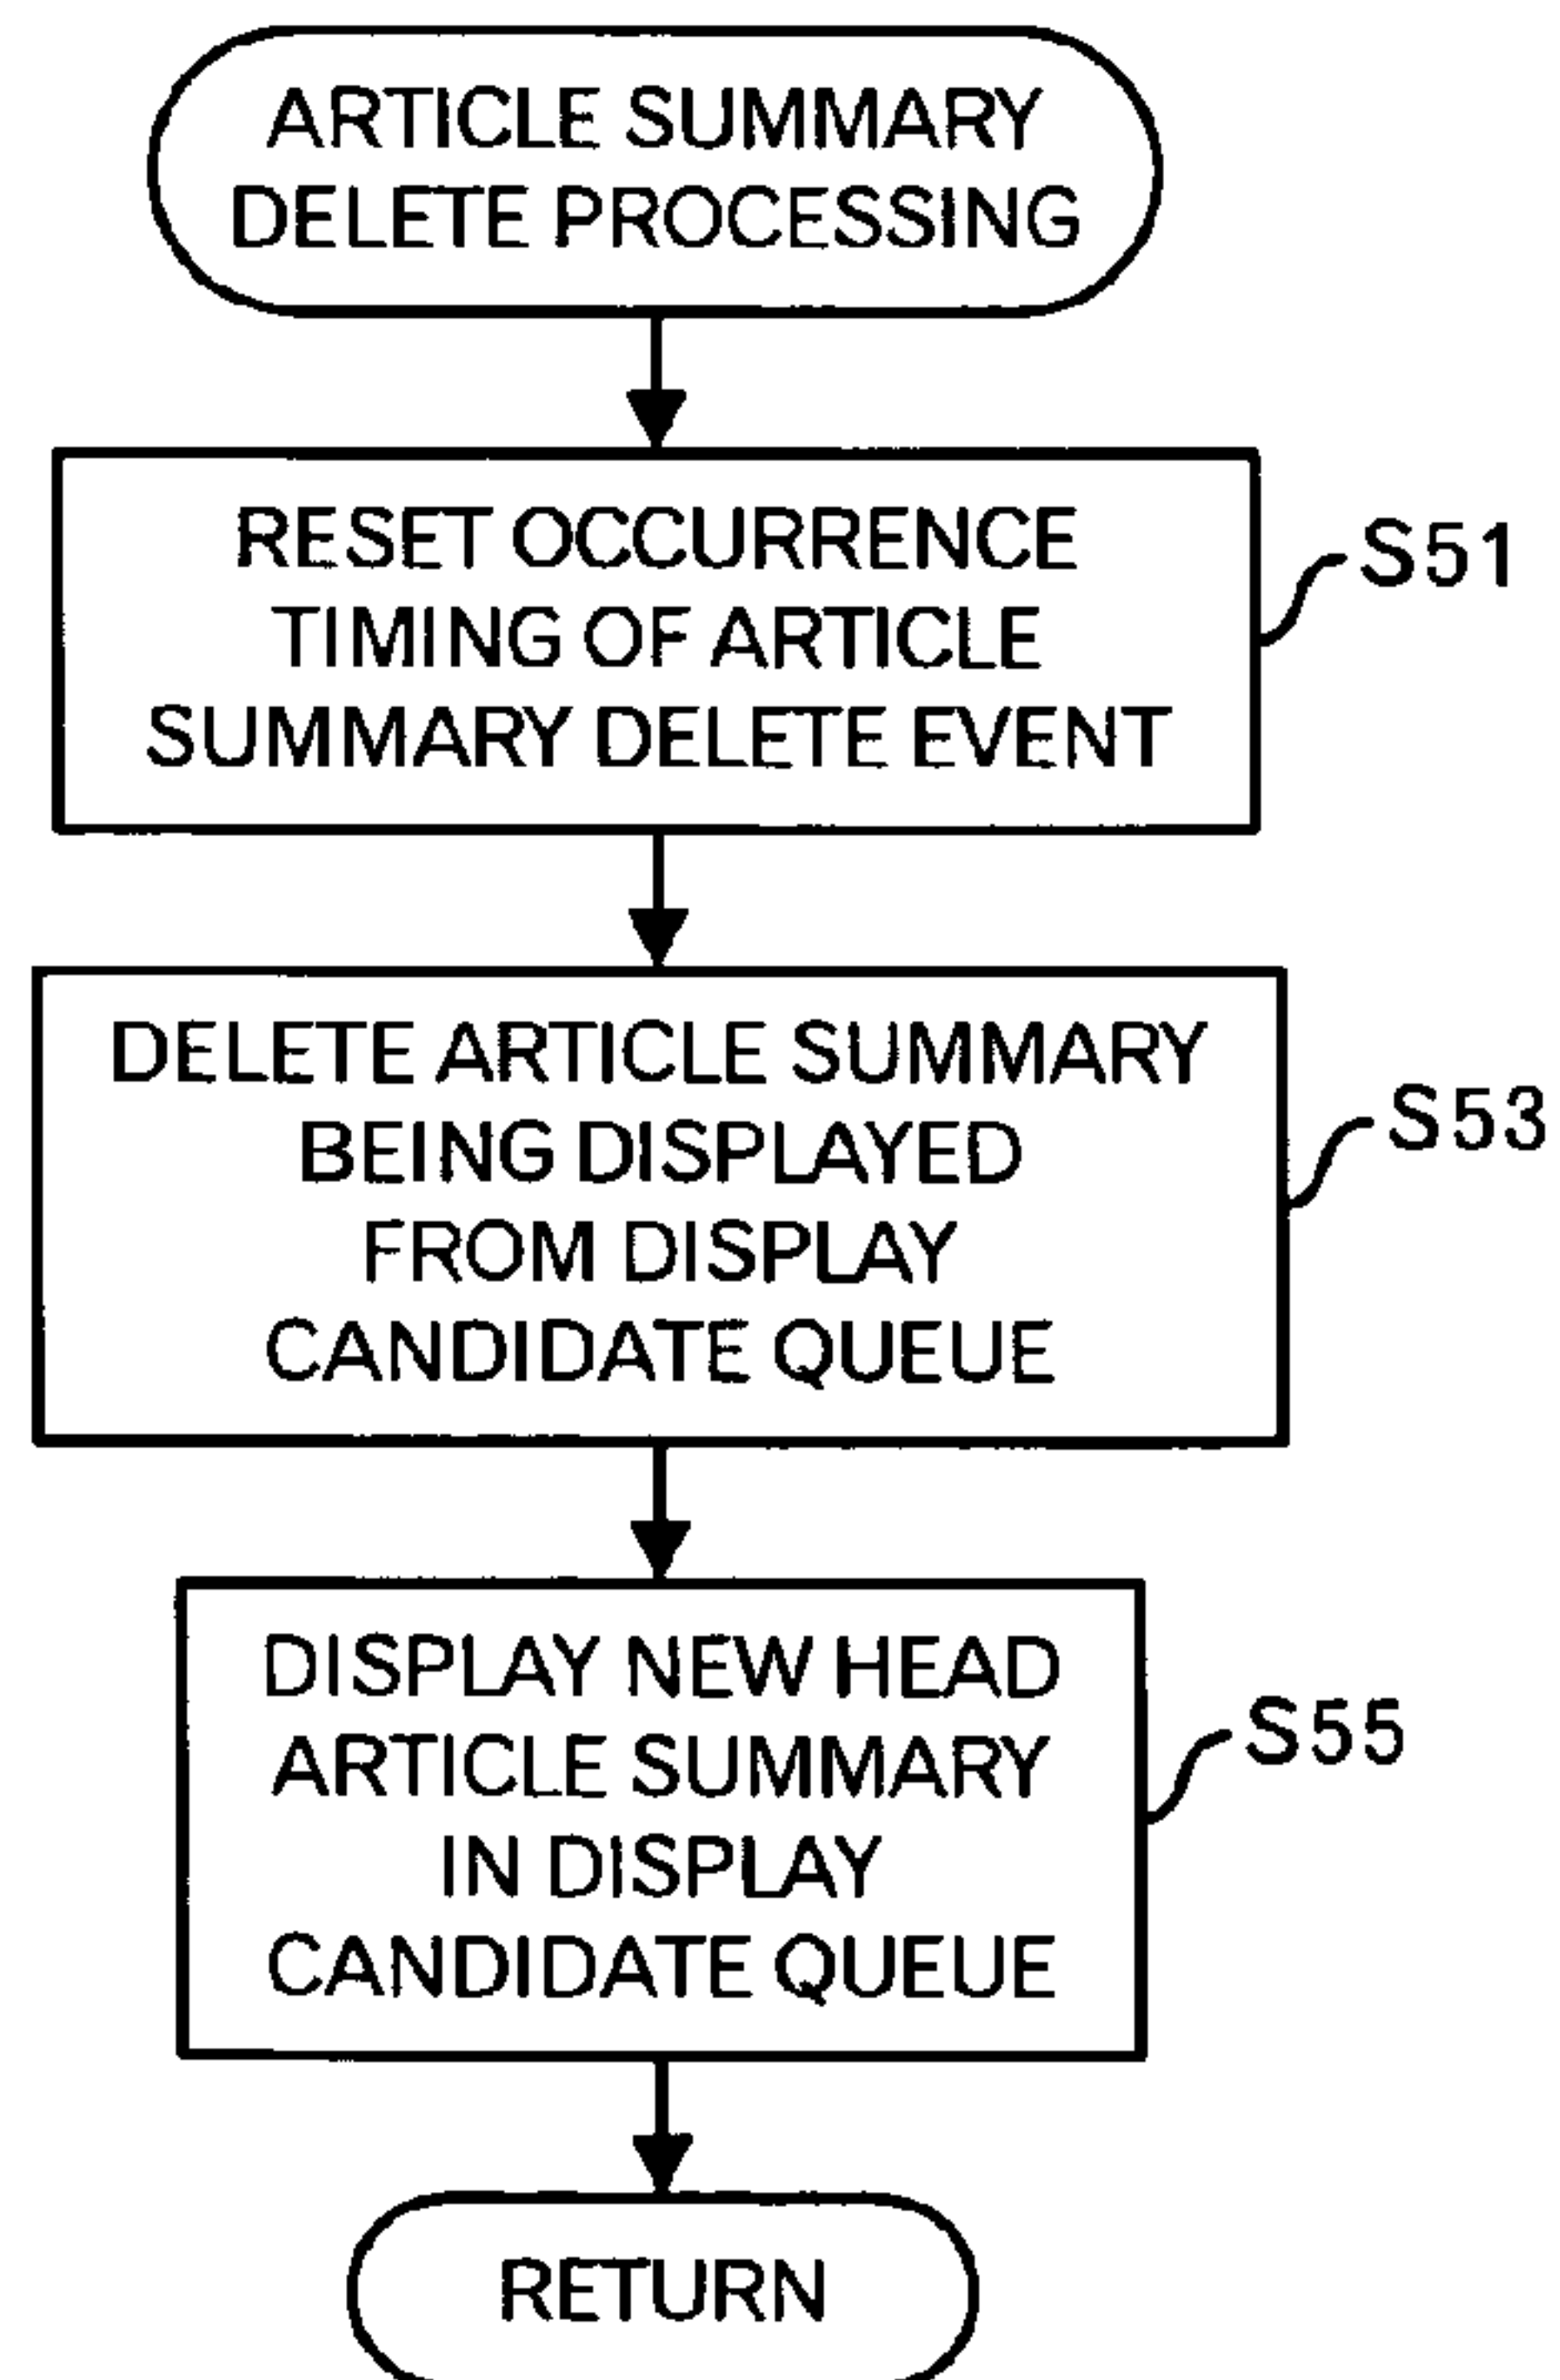 ARTICLE SUMMARY
DELETE PROCESSING
RESET OCCURRENCE
TIMING OF ARTICLE
SUMMARY DELETE EVENT
S51
DELETE ARTICLE SUMMARY
BEING DISPLAYED
FROM DISPLAY
CANDIDATE QUEUE
S53
DISPLAY NEW HEAD
ARTICLE SUMMARY
IN DISPLAY
CANDIDATE QUEUE
S55
RETURN